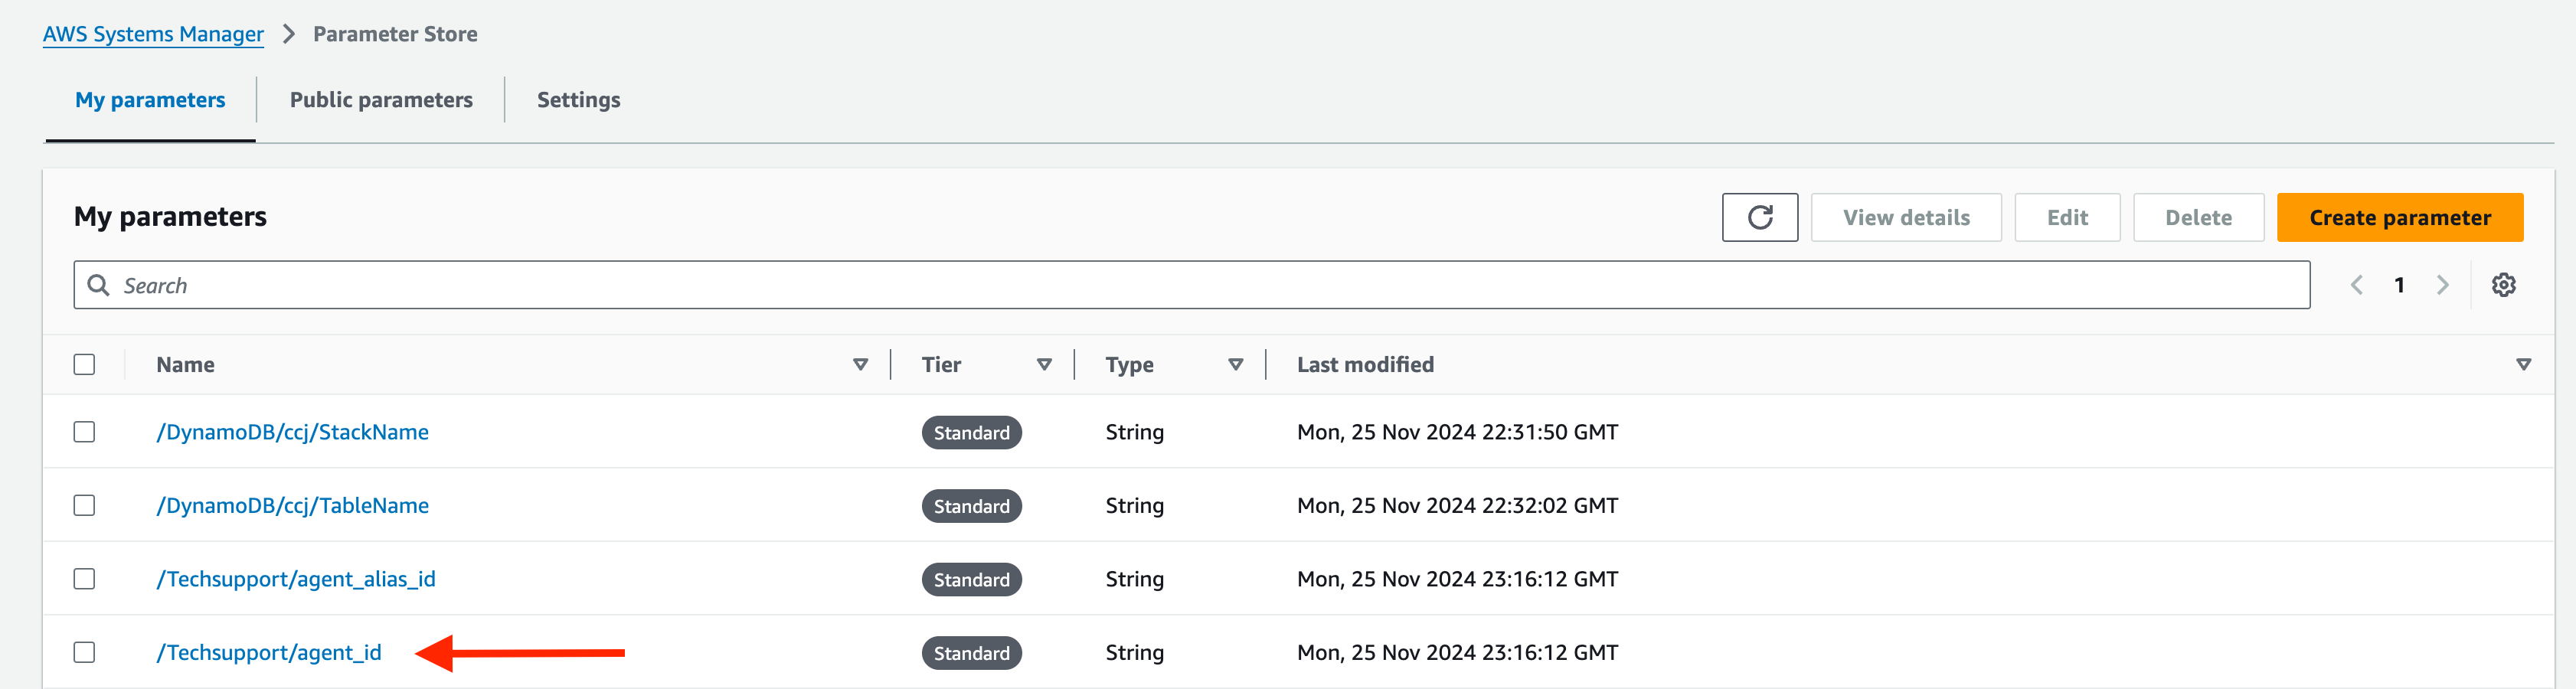 AWS Systems Manager > Parameter Store
My parameters Public parameters Settings
My parameters View details Edit Delete Create parameter
Search 1
Name Tier Type Last modified
/DynamoDB/ccj/StackName Standard String Mon, 25 Nov 2024 22:31:50 GMT
/DynamoDB/ccj/TableName Standard String Mon, 25 Nov 2024 22:32:02 GMT
/Techsupport/agent_alias_id Standard String Mon, 25 Nov 2024 23:16:12 GMT
/Techsupport/agent_id Standard String Mon, 25 Nov 2024 23:16:12 GMT